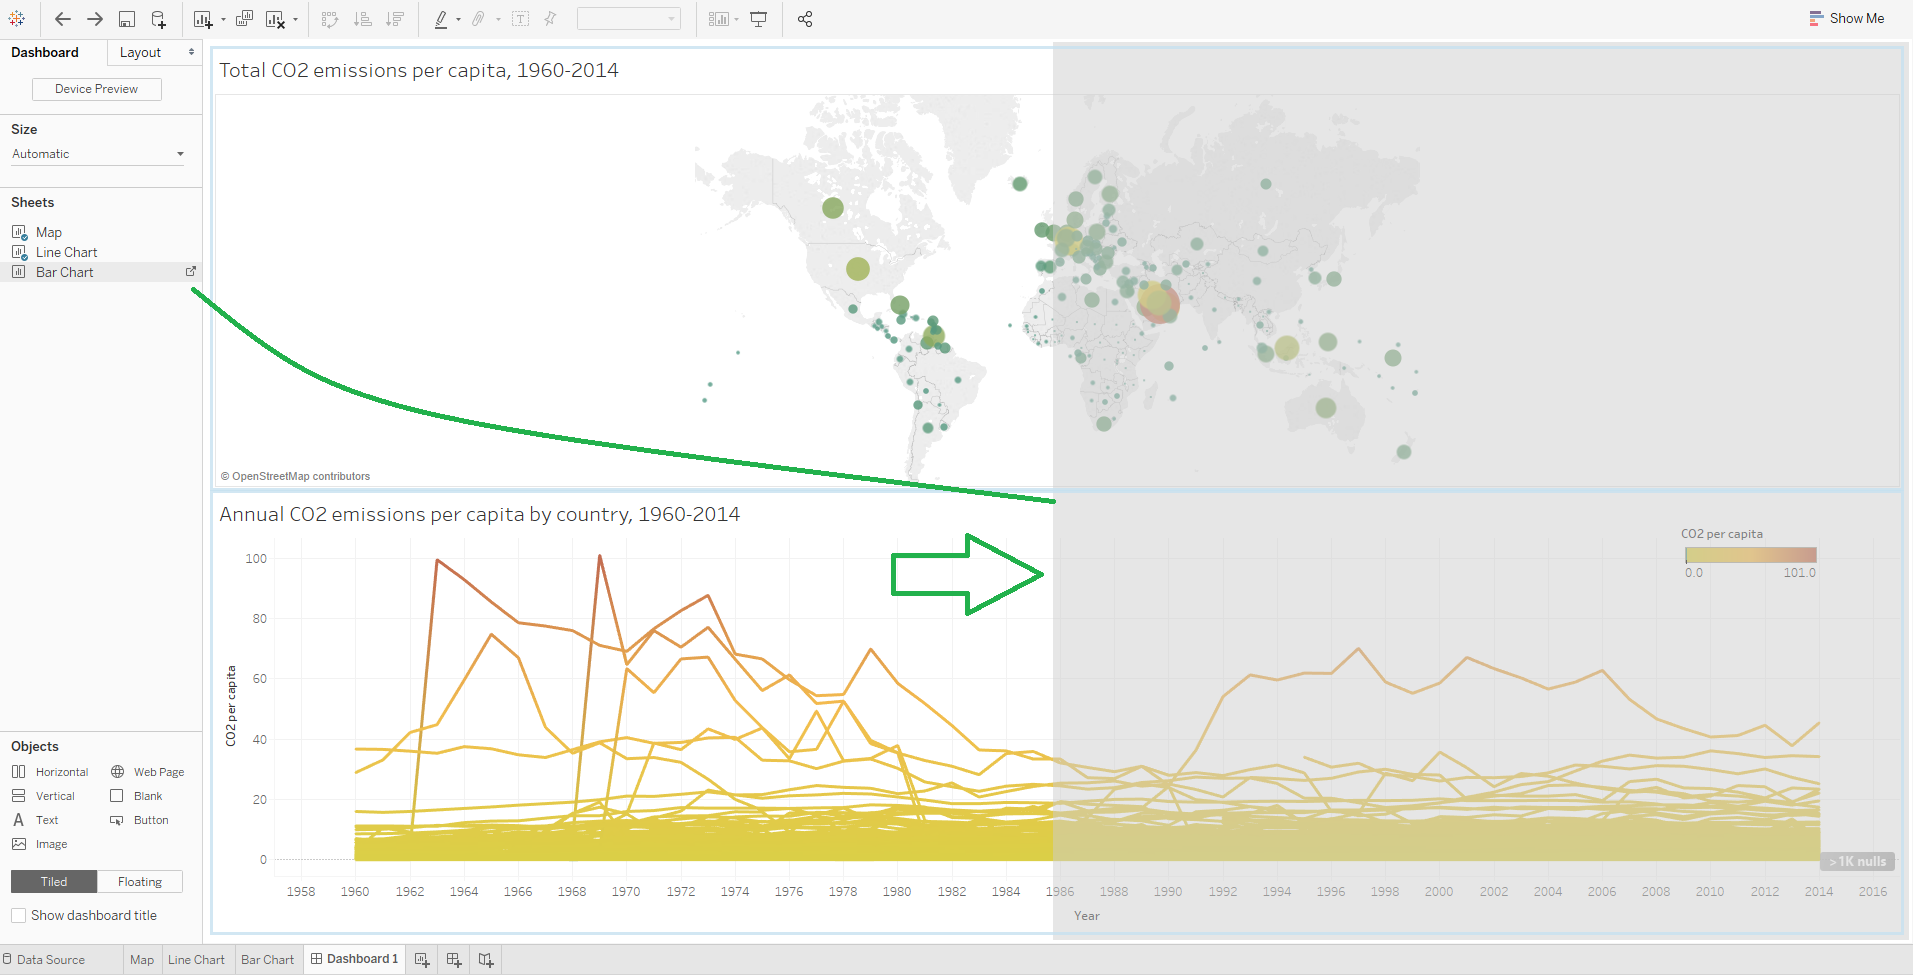 Show Me
Dashboard
Layout
Device Preview
Size
Automatic
Sheets
Map
Line Chart
Bar Chart
Total CO2 emissions per capita, 1960-2014
© OpenStreetMap contributors
Annual CO2 emissions per capita by country, 1960-2014
CO2 per capita
0.0 101.0
CO2 per capita
100
80
60
40
20
0
>1K nulls
1958 1960 1962 1964 1966 1968 1970 1972 1974 1976 1978 1980 1982 1984 1986 1988 1990 1992 1994 1996 1998 2000 2002 2004 2006 2008 2010 2012 2014 2016
Year
Objects
Horizontal Web Page
Vertical Blank
A Text Button
Image
Tiled Floating
Show dashboard title
Data Source Map Line Chart Bar Chart Dashboard 1